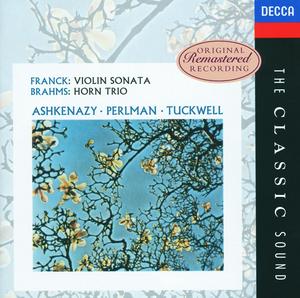 DECCA
ORIGINAL
Remastered
RECORDING
FRANCK: VIOLIN SONATA
BRAHMS: HORN TRIO
ASHKENAZY · PERLMAN · TUCKWELL
THE CLASSIC SOUND